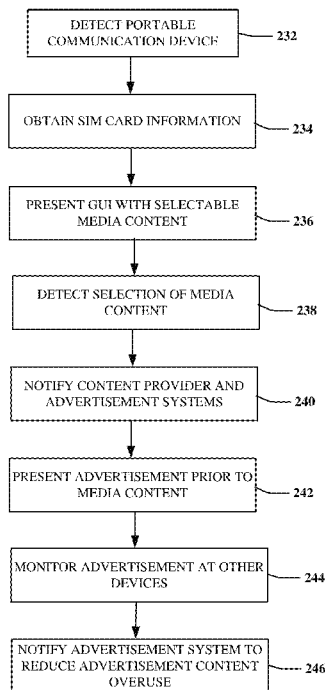 DETECT PORTABLE
COMMUNICATION DEVICE
232
OBTAIN SIM CARD INFORMATION
234
PRESENT GUI WITH SELECTABLE
MEDIA CONTENT
236
DETECT SELECTION OF MEDIA
CONTENT
238
NOTIFY CONTENT PROVIDER AND
ADVERTISEMENT SYSTEMS
240
PRESENT ADVERTISEMENT PRIOR TO
MEDIA CONTENT
242
MONITOR ADVERTISEMENT AT OTHER
DEVICES
244
NOTIFY ADVERTISEMENT SYSTEM TO
REDUCE ADVERTISEMENT CONTENT
OVERUSE
246